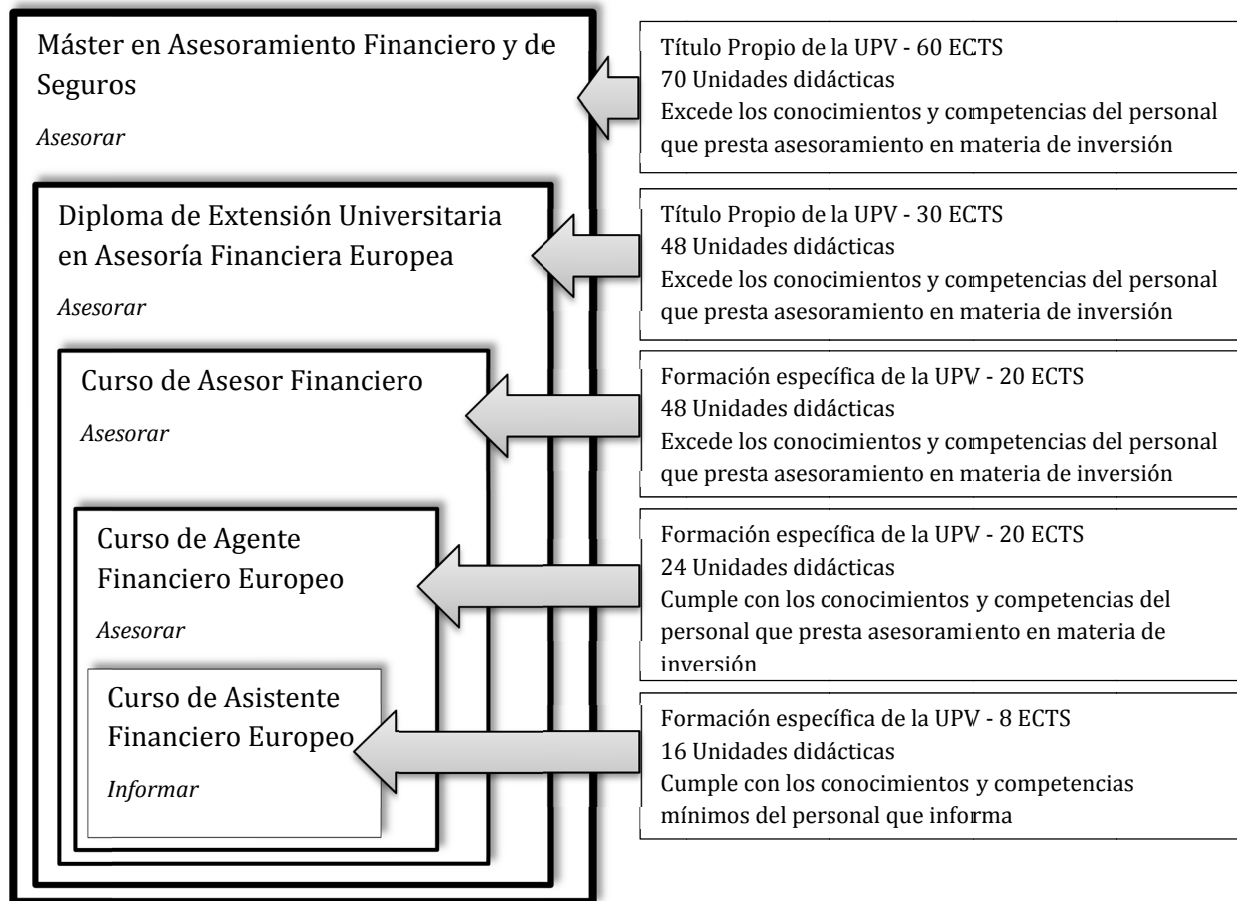 Máster en Asesoramiento Financiero y de
Seguros
Asesorar
Título Propio de la UPV - 60 ECTS
70 Unidades didácticas
Excede los conocimientos y competencias del personal
que presta asesoramiento en materia de inversión
Diploma de Extensión Universitaria
en Asesoría Financiera Europea
Asesorar
Título Propio de la UPV - 30 ECTS
48 Unidades didácticas
Excede los conocimientos y competencias del personal
que presta asesoramiento en materia de inversión
Curso de Asesor Financiero
Asesorar
Formación específica de la UPV - 20 ECTS
48 Unidades didácticas
Excede los conocimientos y competencias del personal
que presta asesoramiento en materia de inversión
Curso de Agente
Financiero Europeo
Asesorar
Formación específica de la UPV - 20 ECTS
24 Unidades didácticas
Cumple con los conocimientos y competencias del
personal que presta asesoramiento en materia de
inversión
Curso de Asistente
Financiero Europeo
Informar
Formación específica de la UPV - 8 ECTS
16 Unidades didácticas
Cumple con los conocimientos y competencias
mínimos del personal que informa